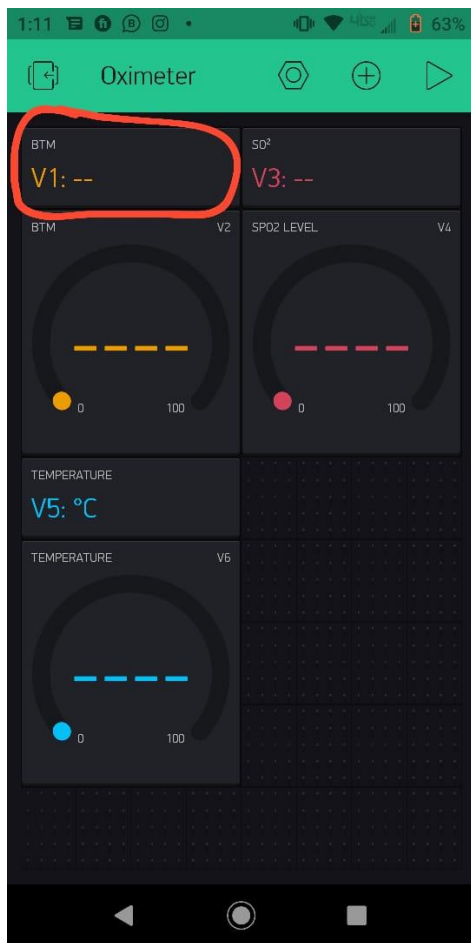 1:11 63%
Oximeter
BTM
V1: --
SO²
V3: --
BTM V2
0 100
SPO2 LEVEL V4
0 100
TEMPERATURE
V5: °C
TEMPERATURE V6
0 100